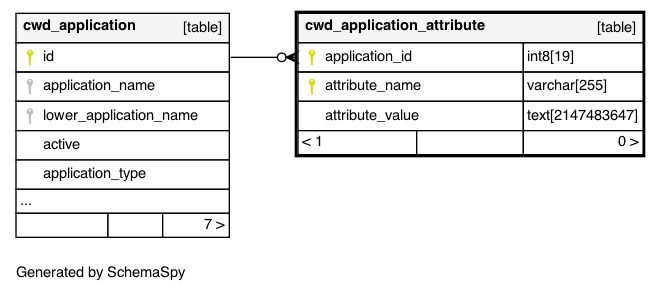 cwd_application [table]
id
application_name
lower_application_name
active
application_type
...
7 >
cwd_application_attribute [table]
application_id int8[19]
attribute_name varchar[255]
attribute_value text[2147483647]
< 1 0 >
Generated by SchemaSpy